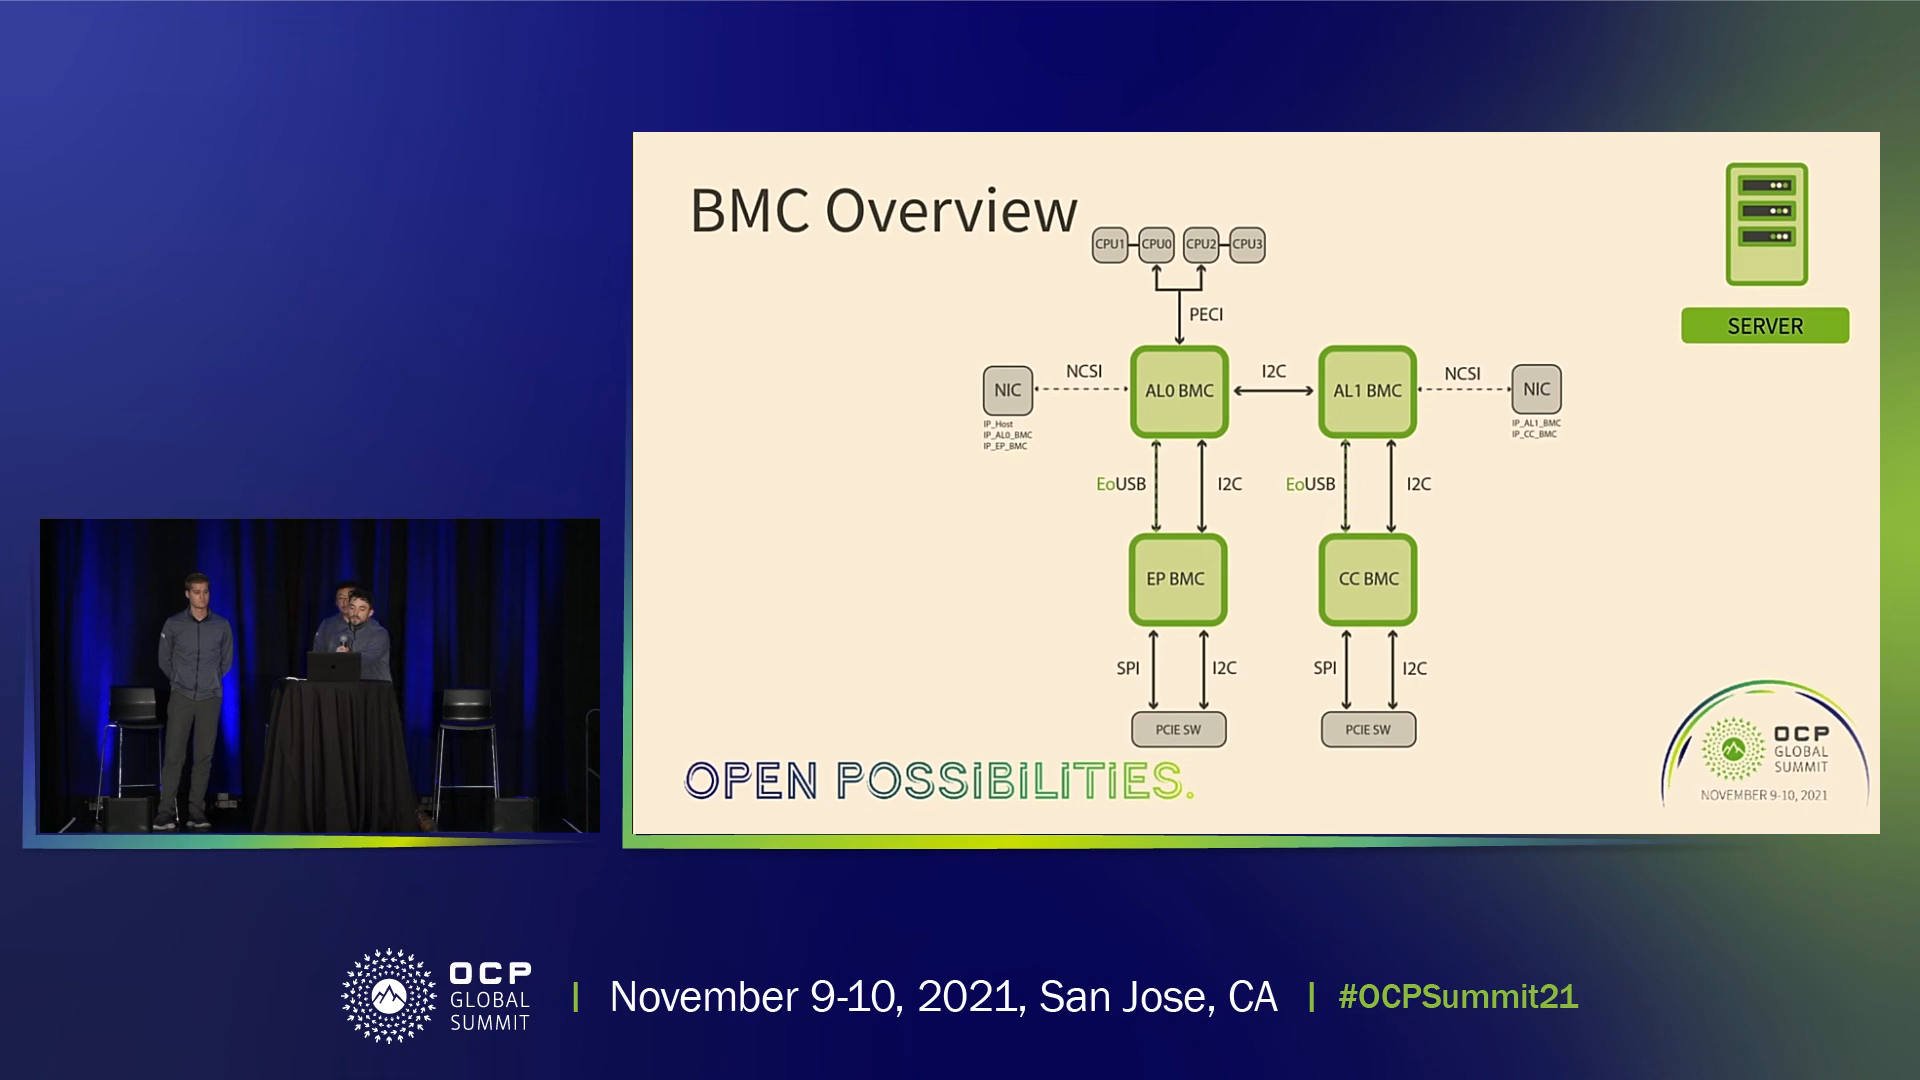 BMC Overview
CPU1
CPU0
CPU2
CPU3
PECI
SERVER
NIC
NCSI
AL0 BMC
I2C
AL1 BMC
NCSI
NIC
IP_Host
IP_AL0_BMC
IP_EP_BMC
IP_AL1_BMC
IP_CC_BMC
EoUSB
I2C
EoUSB
I2C
EP BMC
CC BMC
SPI
I2C
SPI
I2C
PCIE SW
PCIE SW
OPEN POSSIBILITIES.
OCP
GLOBAL
SUMMIT
NOVEMBER 9-10, 2021
OCP
GLOBAL
SUMMIT
November 9-10, 2021, San Jose, CA
#OCPSummit21